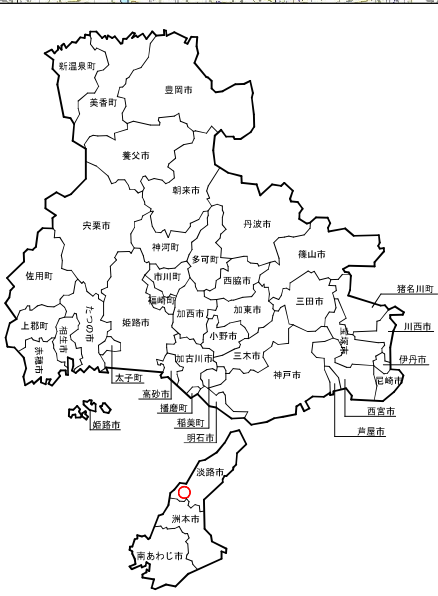 新温泉町
豊岡市
美香町
養父市
朝来市
宍栗市
丹波市
神河町
多可町
篠山市
佐用町
市川町
西脇市
猪名川町
福崎町
三田市
加西市
加東市
上郡町
相生市
たつの市
姫路市
川西市
宝塚市
小野市
赤穂市
加古川市
三木市
伊丹市
神戸市
尼崎市
太子町
高砂市
播磨町
西宮市
稲美町
姫路市
芦屋市
明石市
淡路市
洲本市
南あわじ市